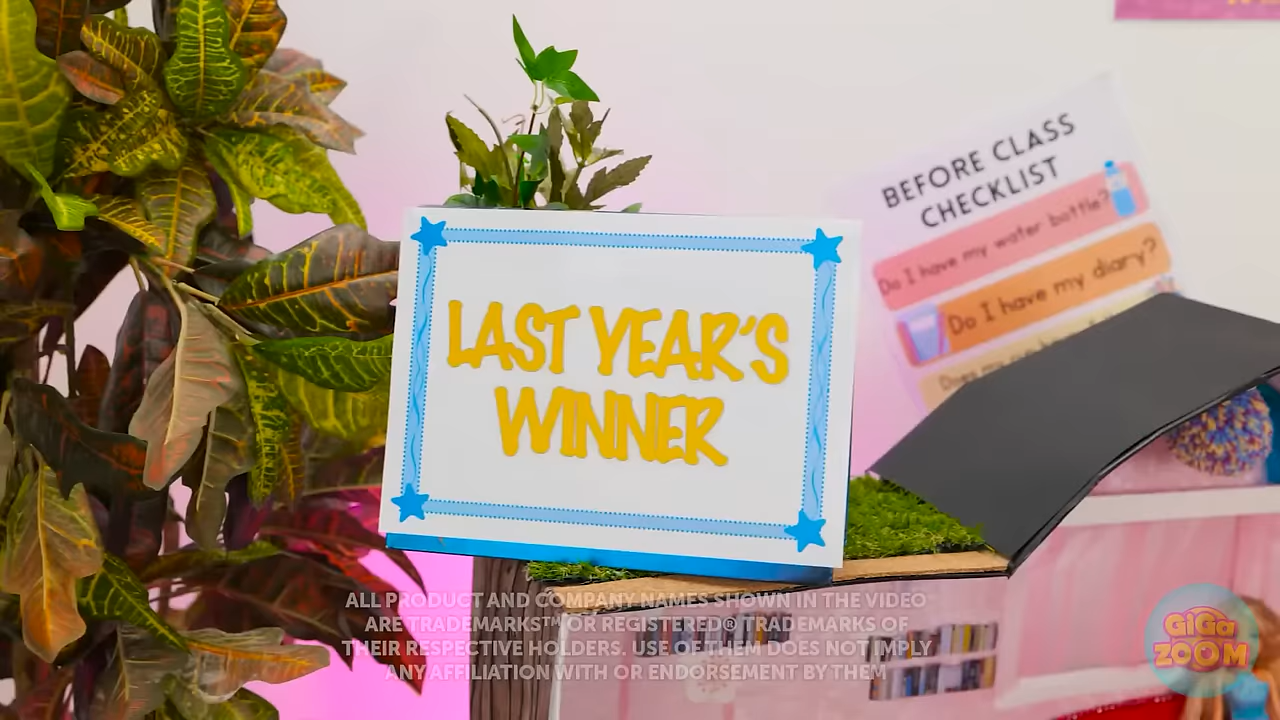 BEFORE CLASS
CHECKLIST
Do I have my water bottle?
Do I have my diary?
LAST YEAR'S
WINNER
ALL PRODUCT AND COMPANY NAMES SHOWN IN THE VIDEO
ARE TRADEMARKS™ OR REGISTERED® TRADEMARKS OF
THEIR RESPECTIVE HOLDERS. USE OF THEM DOES NOT IMPLY
ANY AFFILIATION WITH OR ENDORSEMENT BY THEM
GiGa
ZOOM